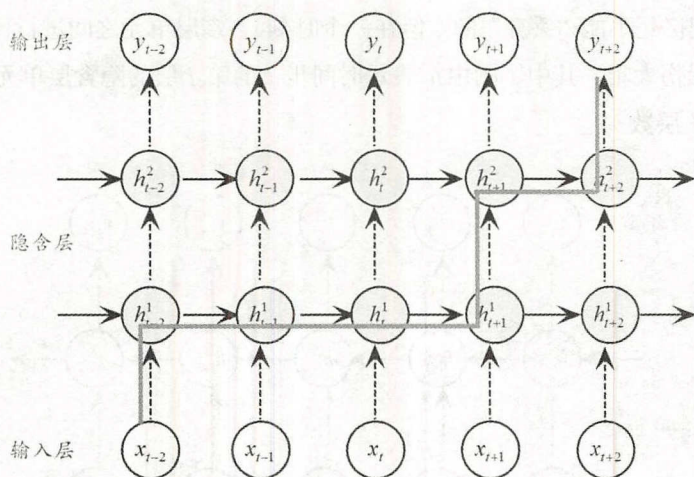 输出层 y_{t-2} y_{t-1} y_t y_{t+1} y_{t+2}
h^2_{t-2} h^2_{t-1} h^2_t h^2_{t+1} h^2_{t+2}
隐含层
h^1_{t-2} h^1_{t-1} h^1_t h^1_{t+1} h^1_{t+2}
输入层 x_{t-2} x_{t-1} x_t x_{t+1} x_{t+2}